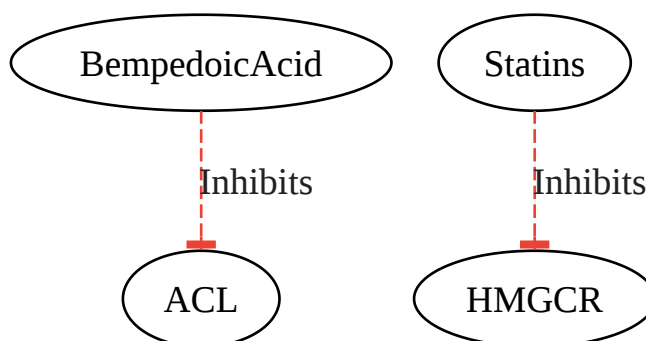 BempedoicAcid
Statins
Inhibits
Inhibits
ACL
HMGCR